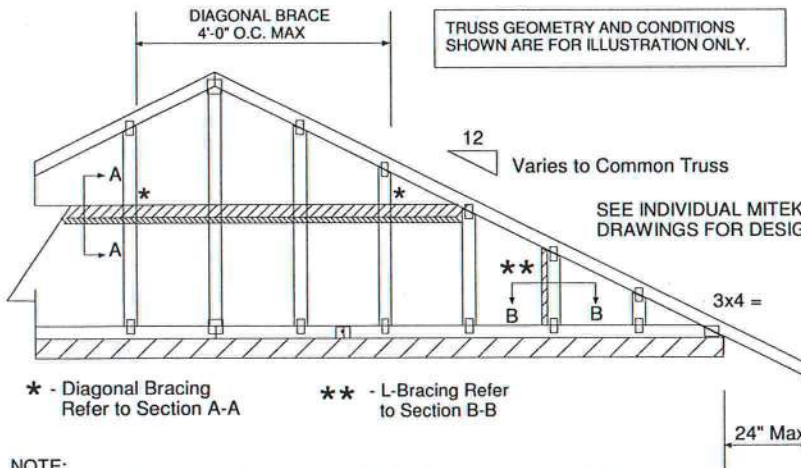 DIAGONAL BRACE
4'-0" O.C. MAX
TRUSS GEOMETRY AND CONDITIONS
SHOWN ARE FOR ILLUSTRATION ONLY.
12
Varies to Common Truss
A
*
*
A
SEE INDIVIDUAL MITEK
DRAWINGS FOR DESIG
**
B
B
3x4 =
* - Diagonal Bracing
Refer to Section A-A
** - L-Bracing Refer
to Section B-B
24" Max
NOTE: